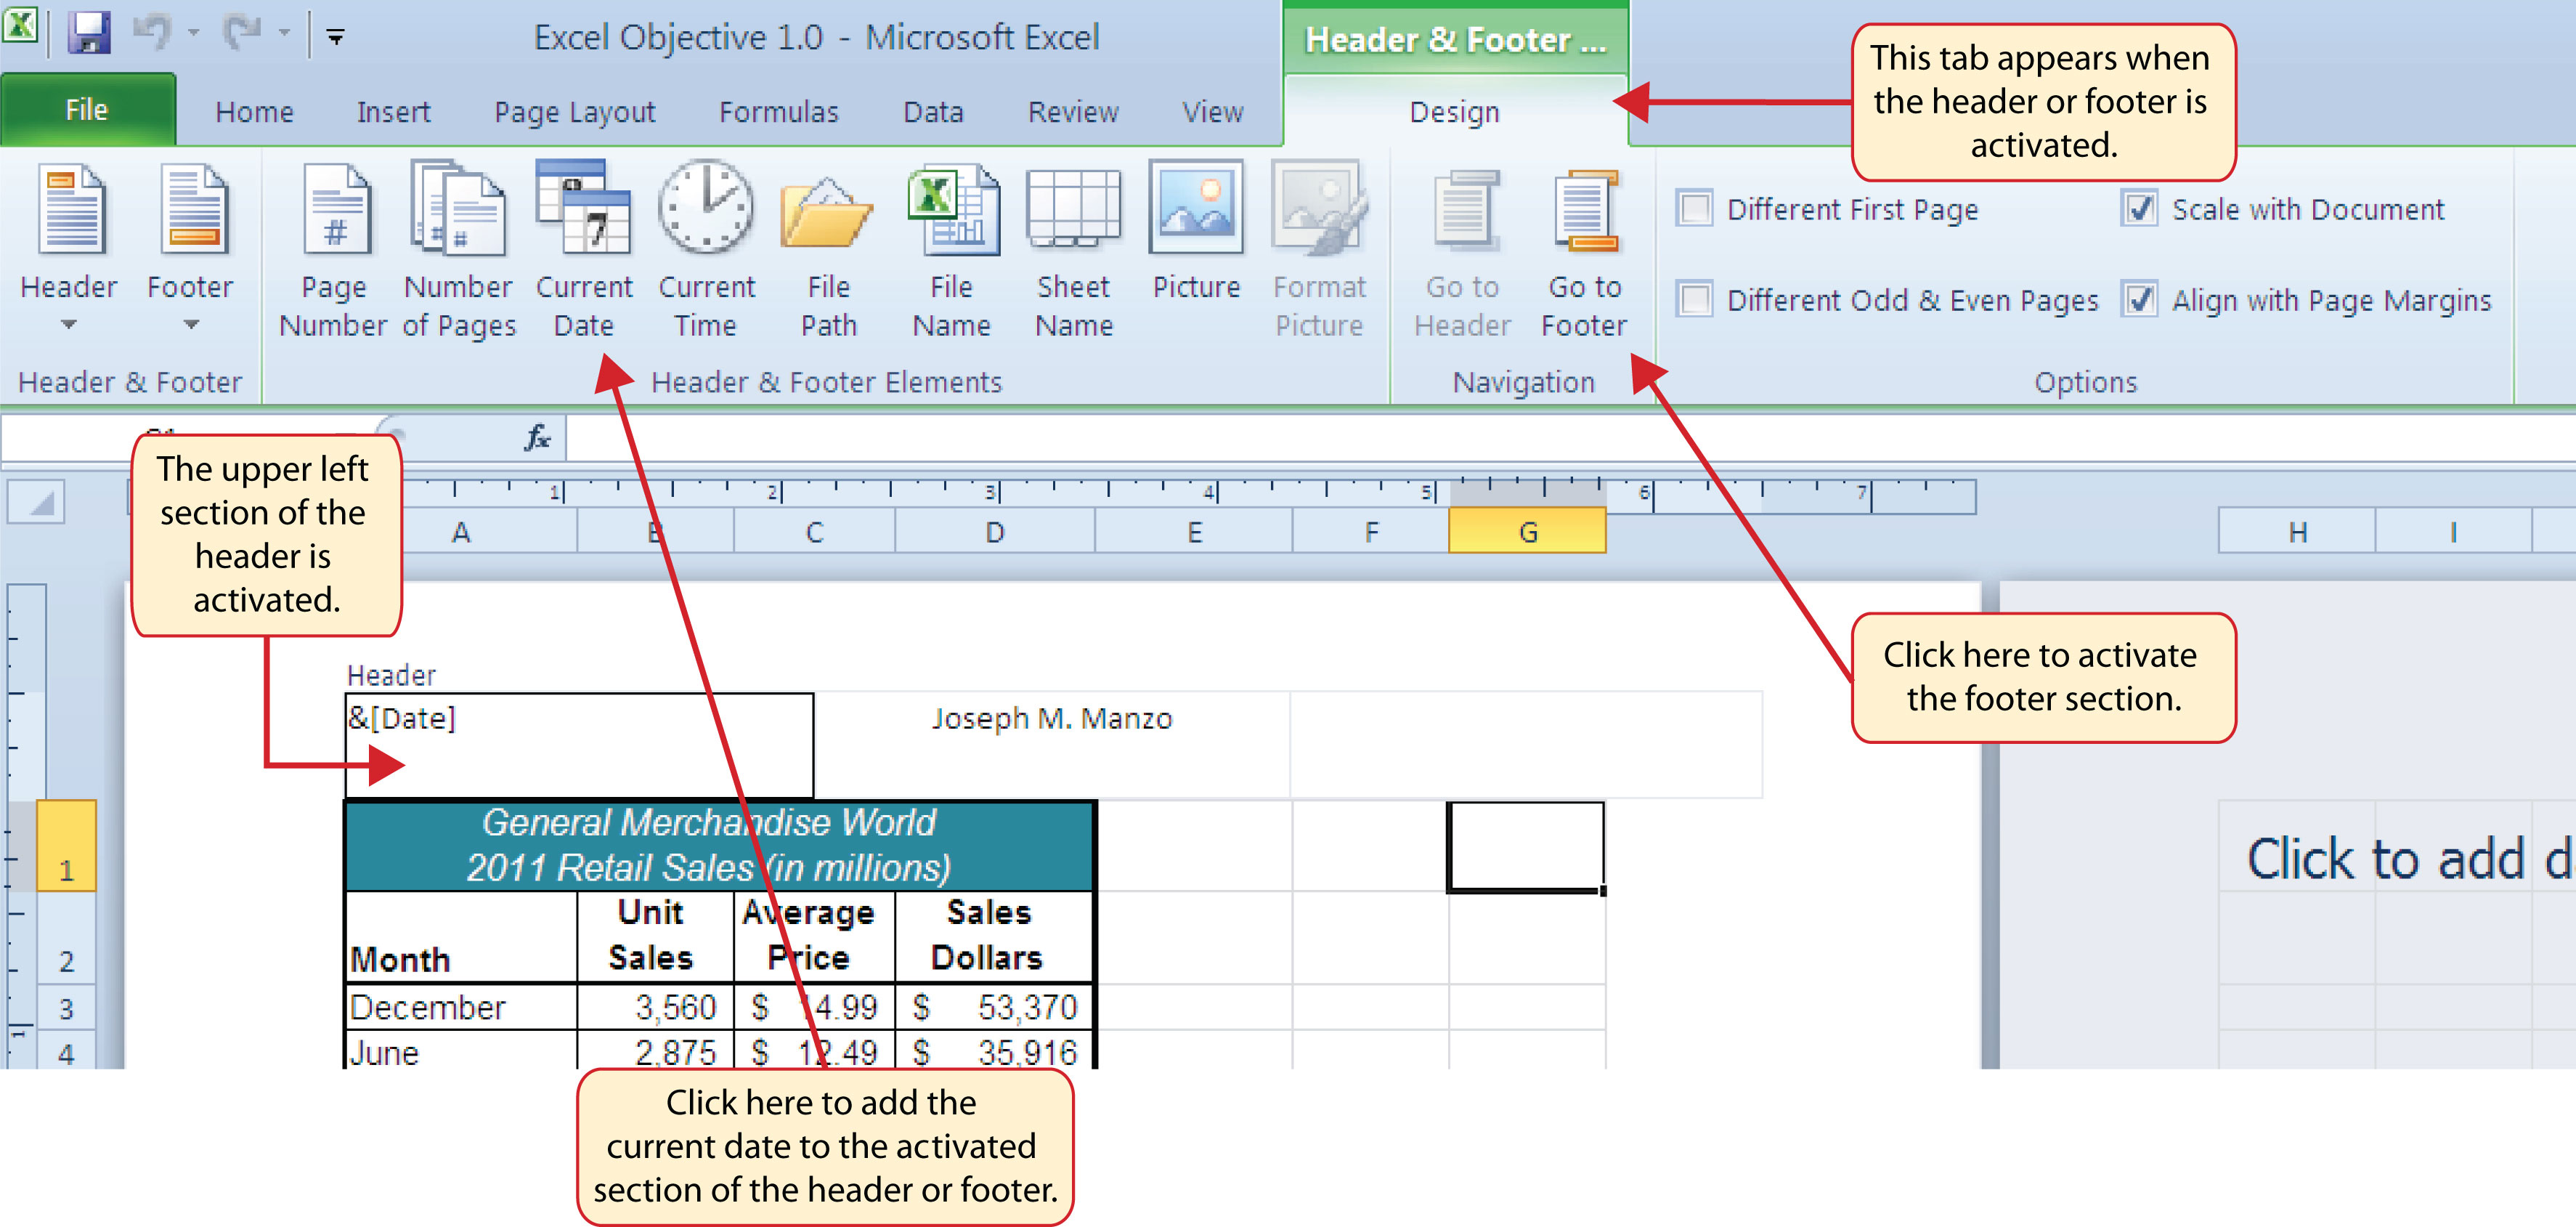 Excel Objective 1.0 - Microsoft Excel
Header & Footer ...
This tab appears when
the header or footer is
activated.
File Home Insert Page Layout Formulas Data Review View Design
Header Footer
Page Number
Number of Pages
Current Date
Current Time
File Path
File Name
Sheet Name
Picture
Format Picture
Go to Header
Go to Footer
Different First Page
Scale with Document
Different Odd & Even Pages
Align with Page Margins
Header & Footer
Header & Footer Elements
Navigation
Options
fx
The upper left
section of the
header is
activated.
1 2 3 4 5 6 7
A B C D E F G H I
Click here to activate
the footer section.
Header
&[Date] Joseph M. Manzo
General Merchandise World
2011 Retail Sales (in millions)
1
Click to add d
Unit Average Sales
Month Sales Price Dollars
2
3 December 3,560 $ 14.99 $ 53,370
4 June 2,875 $ 12.49 $ 35,916
1
Click here to add the
current date to the activated
section of the header or footer.